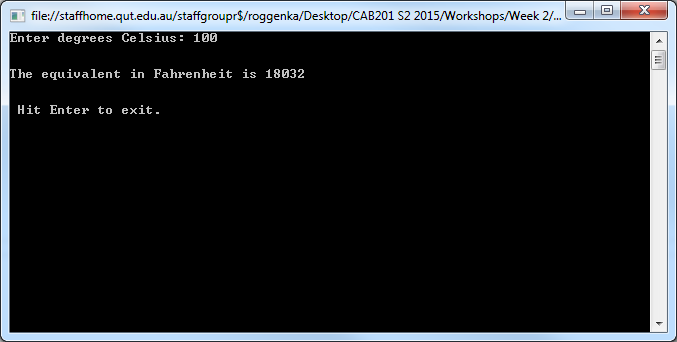 file://staffhome.qut.edu.au/staffgroupr$/roggenka/Desktop/CAB201 S2 2015/Workshops/Week 2/...
Enter degrees Celsius: 100
The equivalent in Fahrenheit is 18032
Hit Enter to exit.